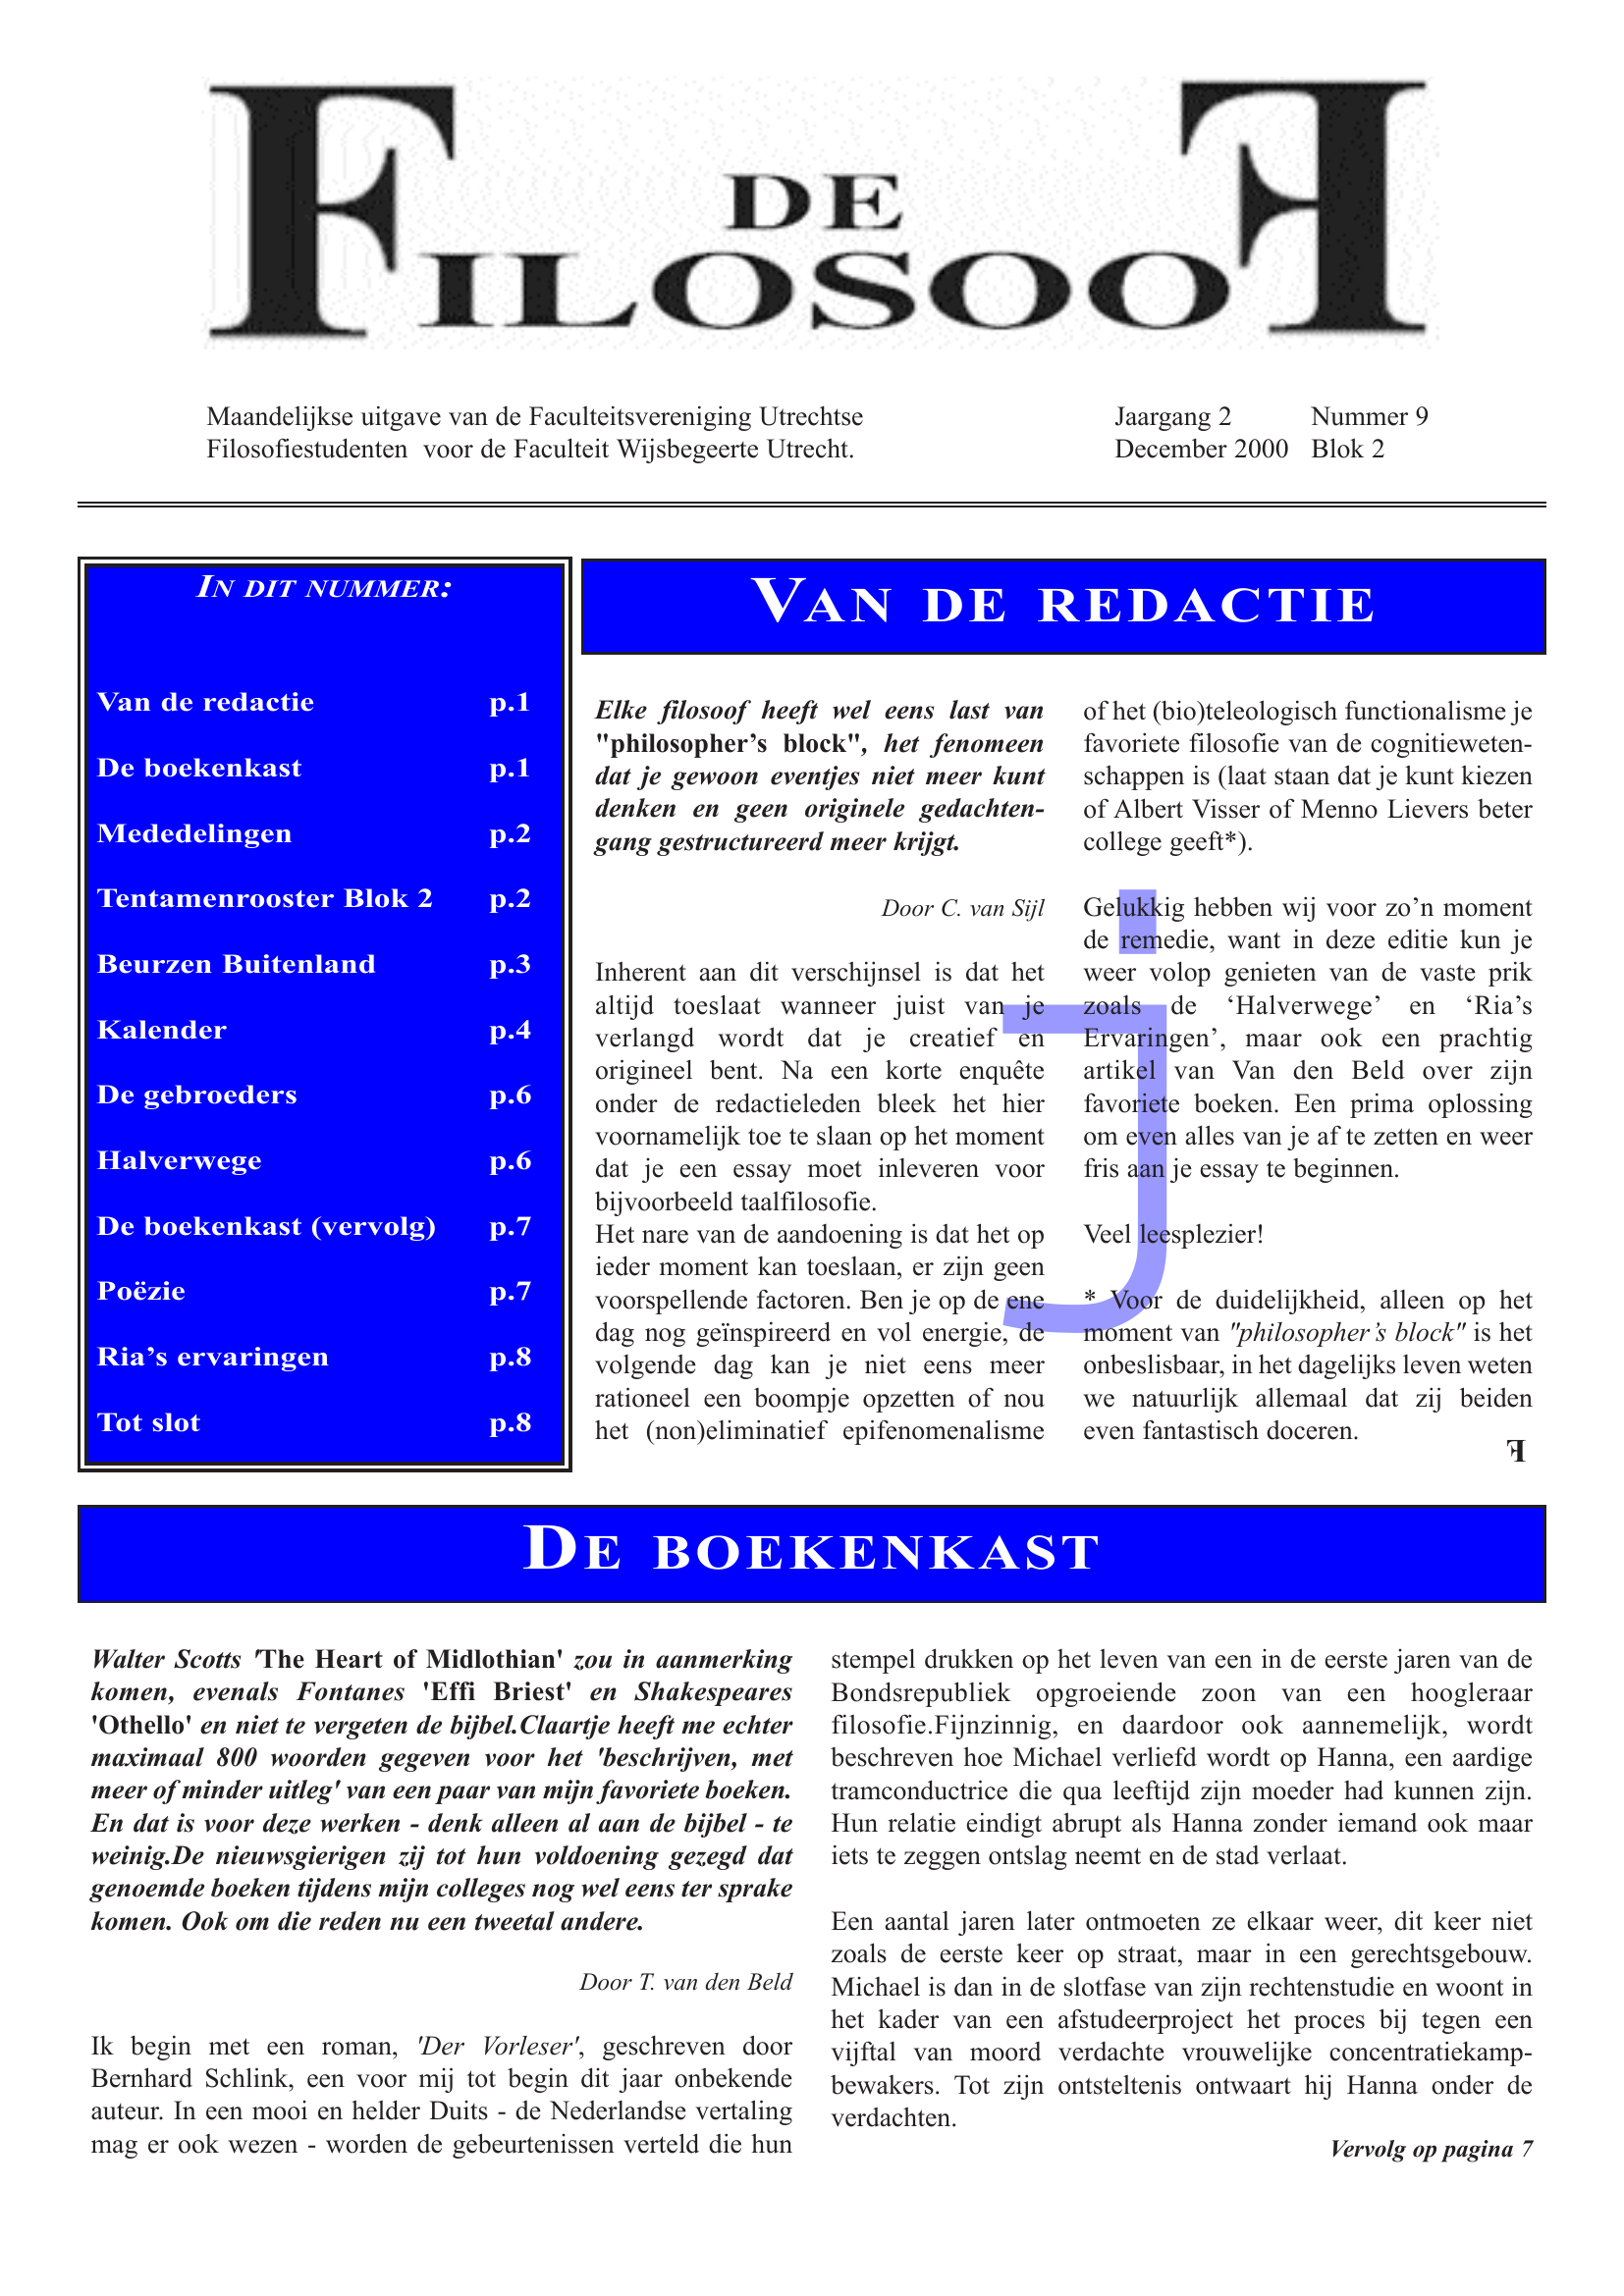 DE
FILOSOOF
Maandelijkse uitgave van de Faculteitsvereniging Utrechtse
Filosofiestudenten voor de Faculteit Wijsbegeerte Utrecht.
Jaargang 2 Nummer 9
December 2000 Blok 2
IN DIT NUMMER:
Van de redactie p.1
De boekenkast p.1
Mededelingen p.2
Tentamenrooster Blok 2 p.2
Beurzen Buitenland p.3
Kalender p.4
De gebroeders p.6
Halverwege p.6
De boekenkast (vervolg) p.7
Poëzie p.7
Ria’s ervaringen p.8
Tot slot p.8
VAN DE REDACTIE
Elke filosoof heeft wel eens last van
"philosopher’s block", het fenomeen
dat je gewoon eventjes niet meer kunt
denken en geen originele gedachten-
gang gestructureerd meer krijgt.
Door C. van Sijl
Inherent aan dit verschijnsel is dat het
altijd toeslaat wanneer juist van je
verlangd wordt dat je creatief en
origineel bent. Na een korte enquête
onder de redactieleden bleek het hier
voornamelijk toe te slaan op het moment
dat je een essay moet inleveren voor
bijvoorbeeld taalfilosofie.
Het nare van de aandoening is dat het op
ieder moment kan toeslaan, er zijn geen
voorspellende factoren. Ben je op de ene
dag nog geïnspireerd en vol energie, de
volgende dag kan je niet eens meer
rationeel een boompje opzetten of nou
het (non)eliminatief epifenomenalisme
of het (bio)teleologisch functionalisme je
favoriete filosofie van de cognitieweten-
schappen is (laat staan dat je kunt kiezen
of Albert Visser of Menno Lievers beter
college geeft*).
Gelukkig hebben wij voor zo’n moment
de remedie, want in deze editie kun je
weer volop genieten van de vaste prik
zoals de ‘Halverwege’ en ‘Ria’s
Ervaringen’, maar ook een prachtig
artikel van Van den Beld over zijn
favoriete boeken. Een prima oplossing
om even alles van je af te zetten en weer
fris aan je essay te beginnen.
Veel leesplezier!
* Voor de duidelijkheid, alleen op het
moment van "philosopher’s block" is het
onbeslisbaar, in het dagelijks leven weten
we natuurlijk allemaal dat zij beiden
even fantastisch doceren.
F
j
DE BOEKENKAST
Walter Scotts 'The Heart of Midlothian' zou in aanmerking
komen, evenals Fontanes 'Effi Briest' en Shakespeares
'Othello' en niet te vergeten de bijbel.Claartje heeft me echter
maximaal 800 woorden gegeven voor het 'beschrijven, met
meer of minder uitleg' van een paar van mijn favoriete boeken.
En dat is voor deze werken - denk alleen al aan de bijbel - te
weinig.De nieuwsgierigen zij tot hun voldoening gezegd dat
genoemde boeken tijdens mijn colleges nog wel eens ter sprake
komen. Ook om die reden nu een tweetal andere.
Door T. van den Beld
Ik begin met een roman, 'Der Vorleser', geschreven door
Bernhard Schlink, een voor mij tot begin dit jaar onbekende
auteur. In een mooi en helder Duits - de Nederlandse vertaling
mag er ook wezen - worden de gebeurtenissen verteld die hun
stempel drukken op het leven van een in de eerste jaren van de
Bondsrepubliek opgroeiende zoon van een hoogleraar
filosofie.Fijnzinnig, en daardoor ook aannemelijk, wordt
beschreven hoe Michael verliefd wordt op Hanna, een aardige
tramconductrice die qua leeftijd zijn moeder had kunnen zijn.
Hun relatie eindigt abrupt als Hanna zonder iemand ook maar
iets te zeggen ontslag neemt en de stad verlaat.
Een aantal jaren later ontmoeten ze elkaar weer, dit keer niet
zoals de eerste keer op straat, maar in een gerechtsgebouw.
Michael is dan in de slotfase van zijn rechtenstudie en woont in
het kader van een afstudeerproject het proces bij tegen een
vijftal van moord verdachte vrouwelijke concentratiekamp-
bewakers. Tot zijn ontsteltenis ontwaart hij Hanna onder de
verdachten.
Vervolg op pagina 7